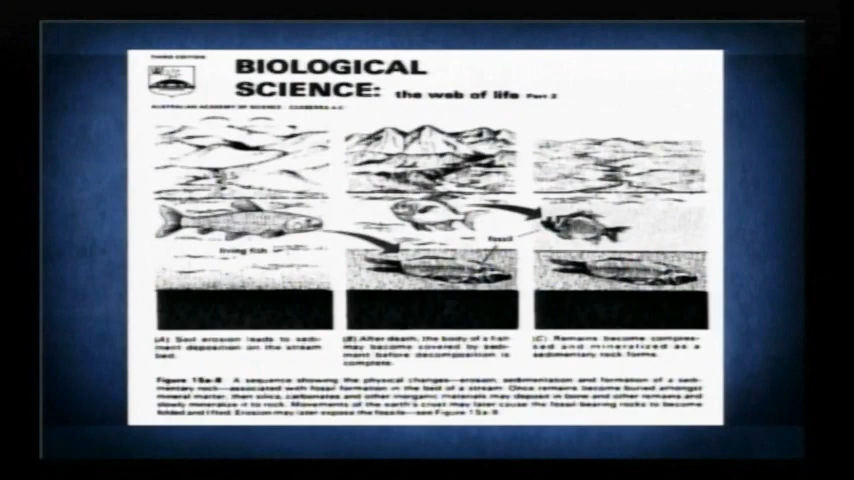 THIRD EDITION
BIOLOGICAL
SCIENCE: the web of life Part 2
AUSTRALIAN ACADEMY OF SCIENCE CANBERRA A.C
living fish
fossil
(A) Soil erosion leads to sedi-
ment deposition on the stream
bed.
(B) After death, the body of a fish
may become covered by sedi-
ment before decomposition is
complete.
(C) Remains become compres-
sed and mineralized as a
sedimentary rock forms.
Figure 15a-8 A sequence showing the physical changes—erosion, sedimentation and formation of a sedi-
mentary rock—associated with fossil formation in the bed of a stream. Once remains become buried amongst
mineral matter, then silica, carbonates and other inorganic materials may deposit in bone and other remains and
slowly mineralize it to rock. Movements of the earth's crust may later cause the fossil bearing rocks to become
folded and lifted. Erosion may later expose the fossils—see Figure 15a-9